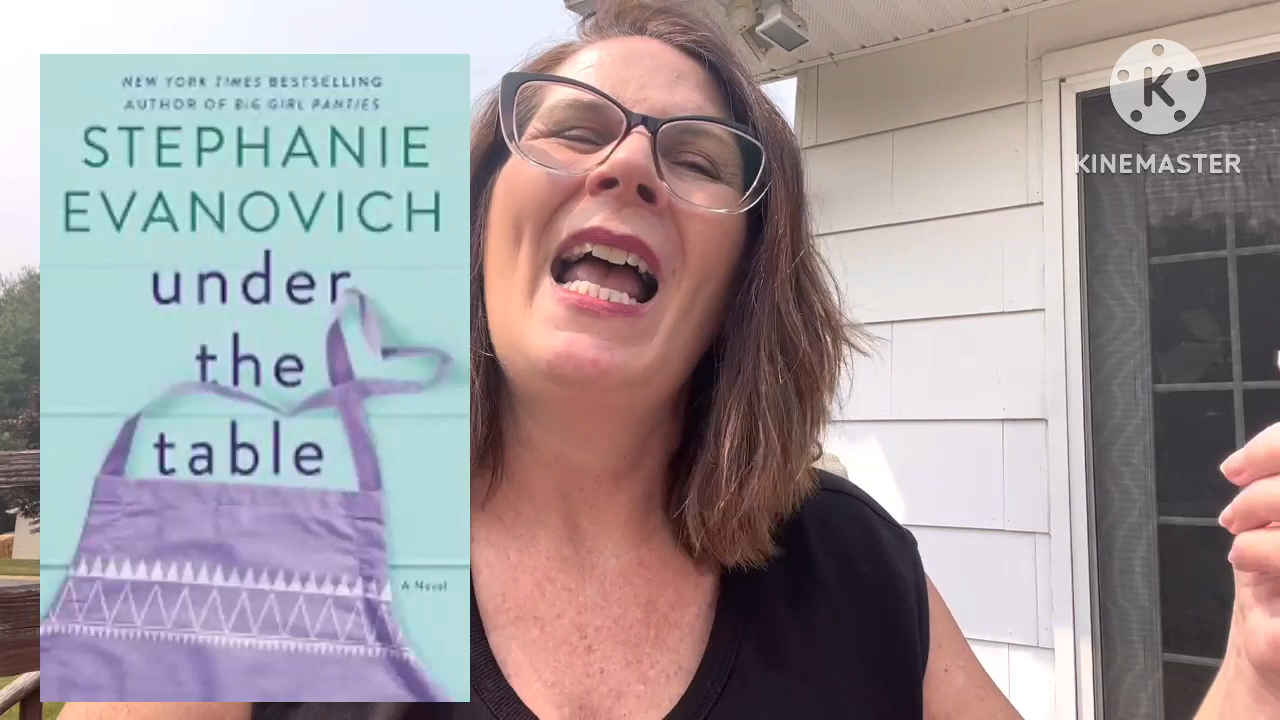 NEW YORK TIMES BESTSELLING
AUTHOR OF BIG GIRL PANTIES
STEPHANIE
EVANOVICH
under
the
table
A Novel
K
KINEMASTER